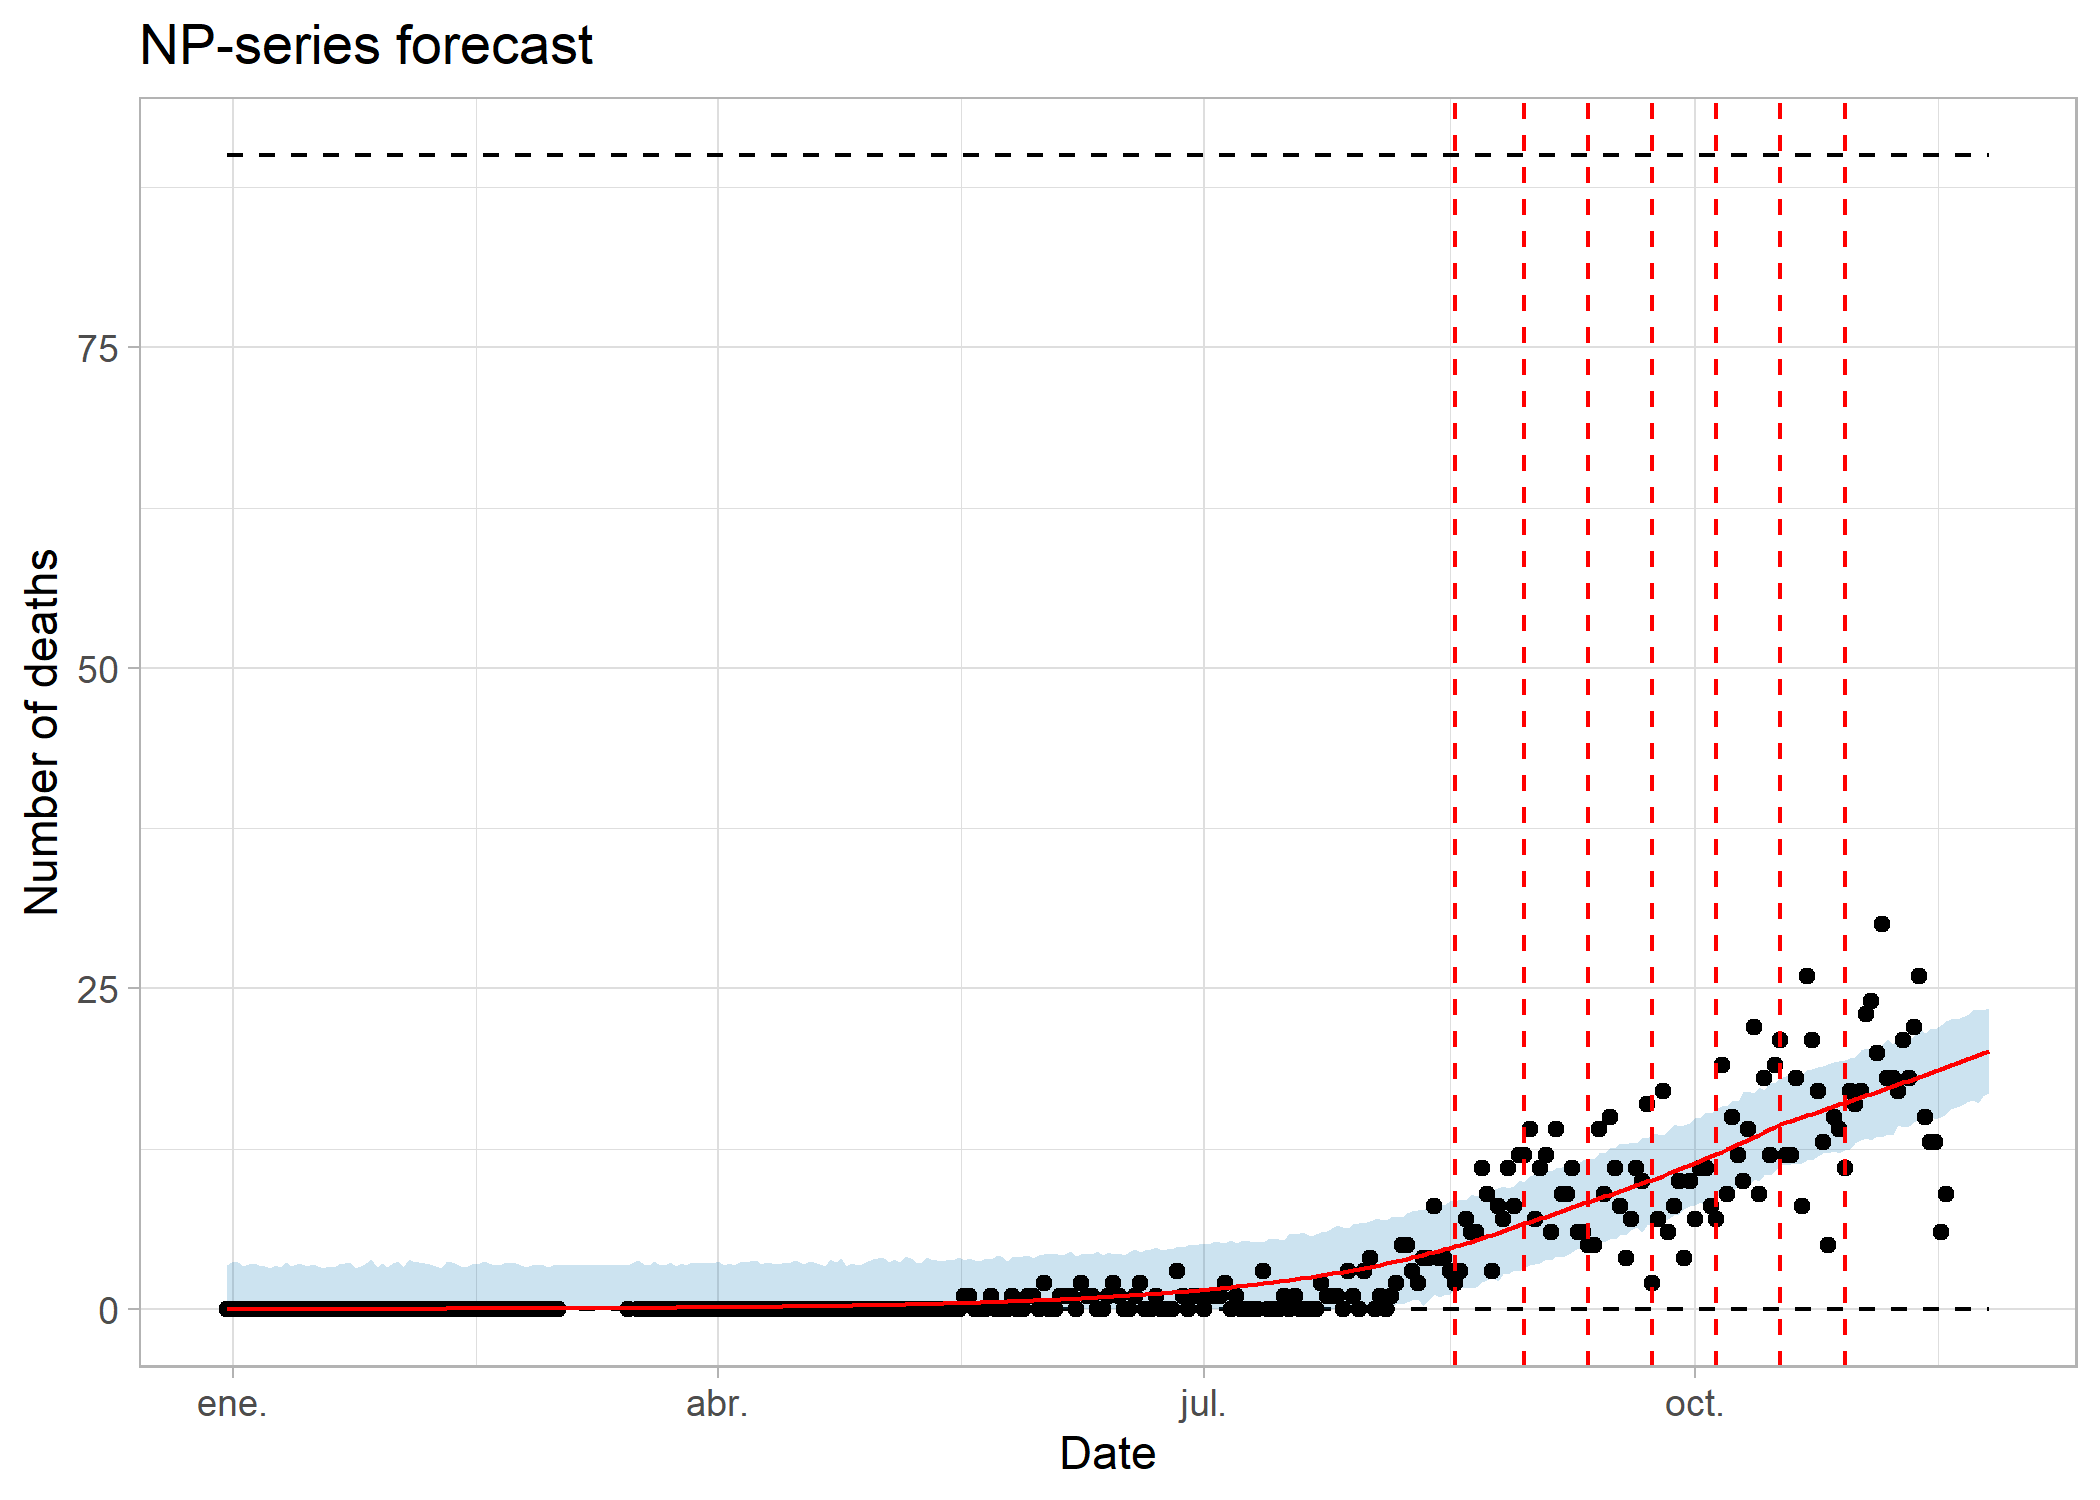 NP-series forecast
Number of deaths
75
50
25
0
ene.
abr.
jul.
oct.
Date